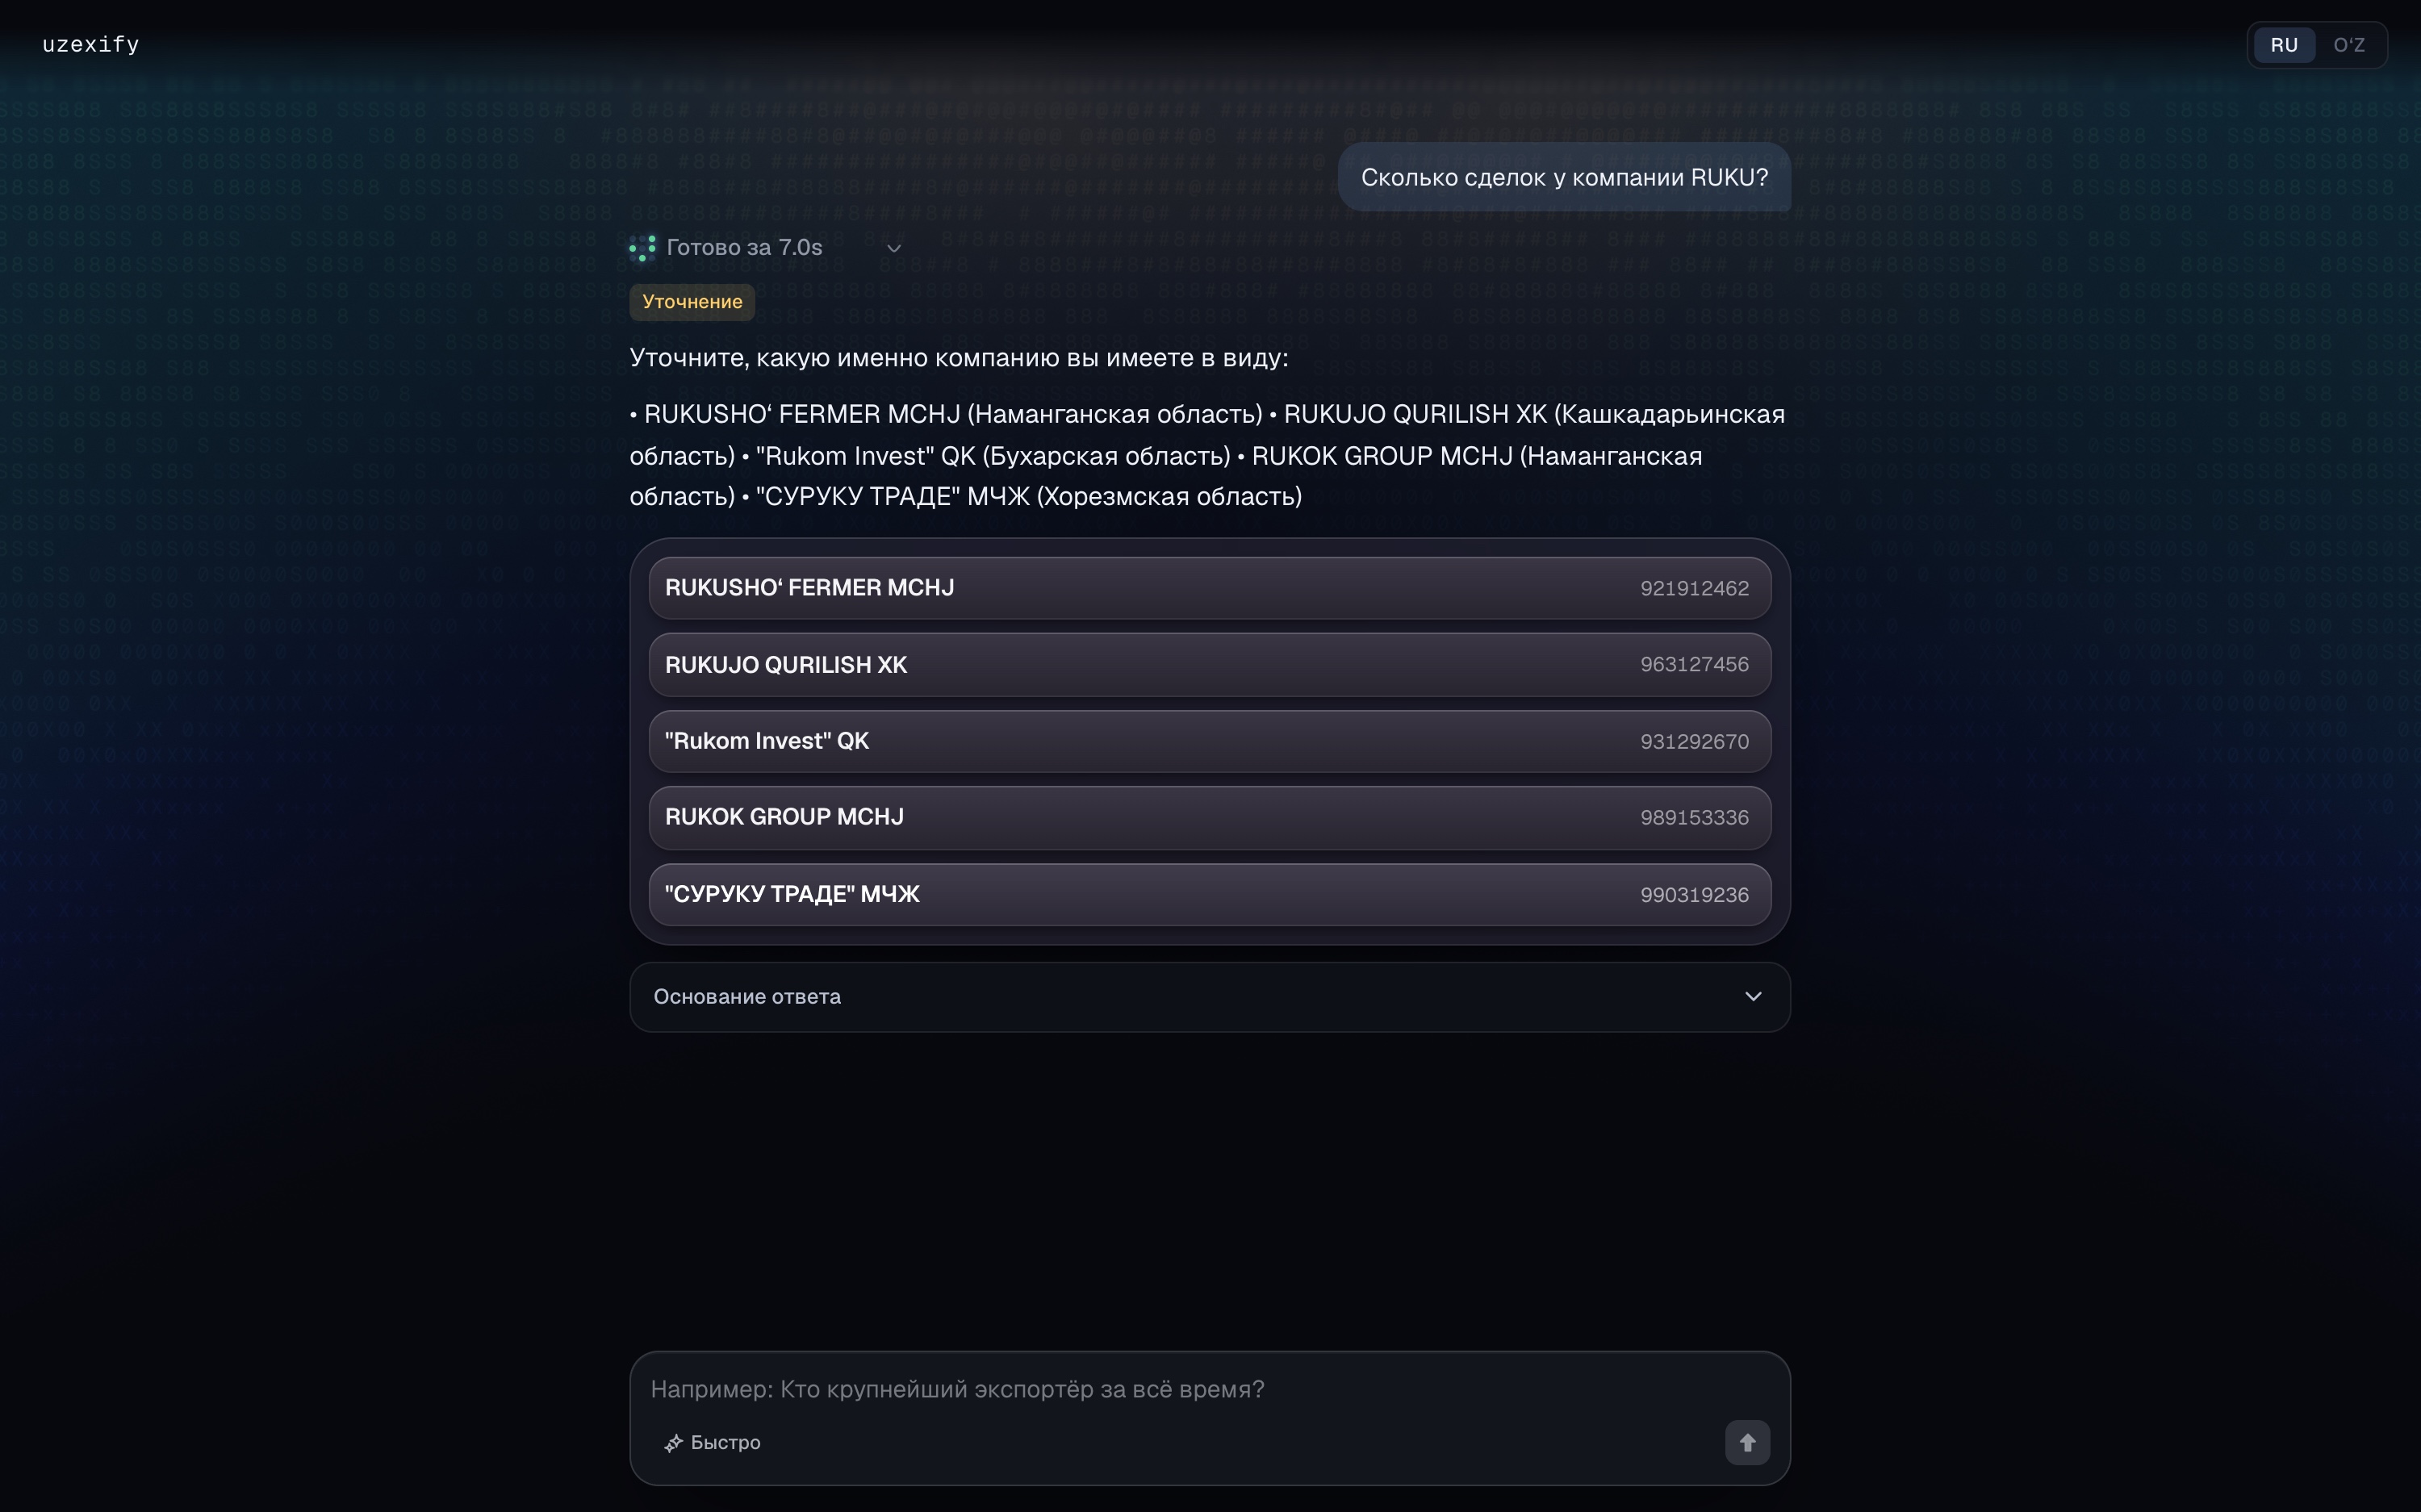 uzexify
RU O‘Z
Сколько сделок у компании RUKU?
Готово за 7.0s
Уточнение
Уточните, какую именно компанию вы имеете в виду:
• RUKUSHO‘ FERMER MCHJ (Наманганская область) • RUKUJO QURILISH XK (Кашкадарьинская
область) • "Rukom Invest" QK (Бухарская область) • RUKOK GROUP MCHJ (Наманганская
область) • "СУРУКУ ТРАДЕ" МЧЖ (Хорезмская область)
RUKUSHO‘ FERMER MCHJ 921912462
RUKUJO QURILISH XK 963127456
"Rukom Invest" QK 931292670
RUKOK GROUP MCHJ 989153336
"СУРУКУ ТРАДЕ" МЧЖ 990319236
Основание ответа
Например: Кто крупнейший экспортёр за всё время?
Быстро